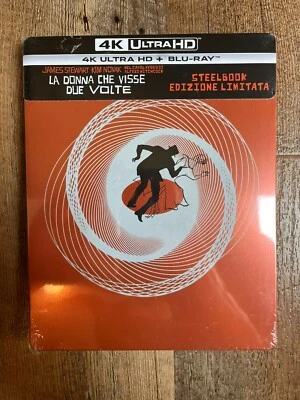 4K ULTRA HD
4K ULTRA HD + BLU-RAY™
JAMES STEWART KIM NOVAK
LA DONNA CHE VISSE
DUE VOLTE
STEELBOOK
EDIZIONE LIMITATA